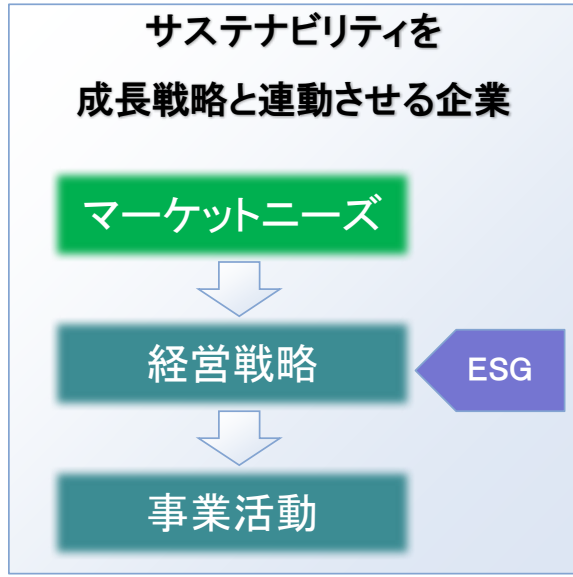 サステナビリティを
成長戦略と連動させる企業
マーケットニーズ
経営戦略
ESG
事業活動